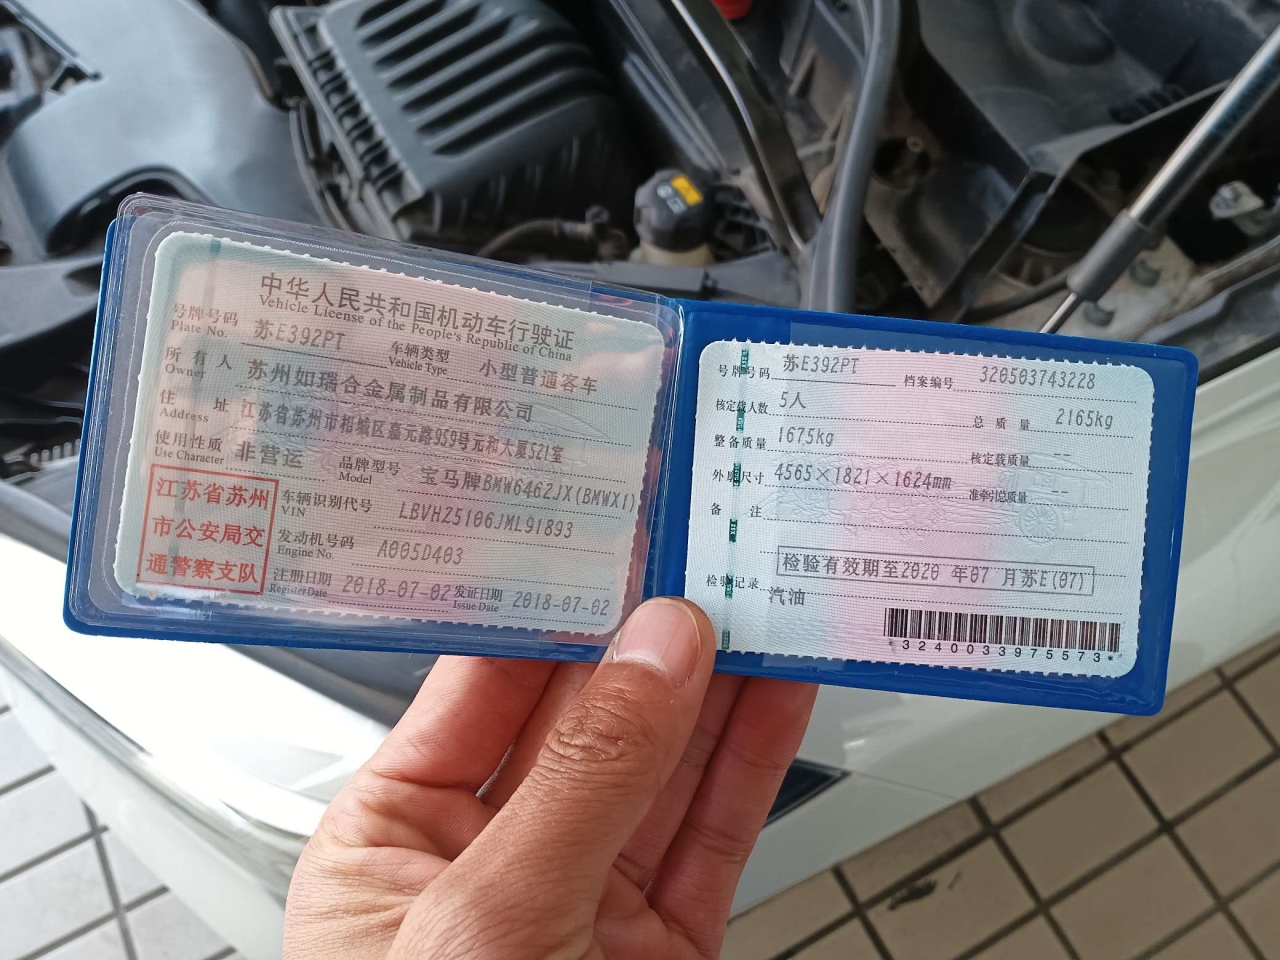 中华人民共和国机动车行驶证
Vehicle License of the People's Republic of China
号牌号码 苏E392PT 车辆类型 小型普通客车
Plate No. Vehicle Type
所有人 苏州如瑞合金属制品有限公司
Owner
住址 江苏省苏州市相城区嘉元路959号元和大厦521室
Address
使用性质 非营运 品牌型号 宝马牌BMW6462JX(BMWX1)
Use Character Model
江苏省苏州
市公安局交
通警察支队
车辆识别代号 LBVHZ5106JML91893
VIN
发动机号码 A005D403
Engine No.
注册日期 2018-07-02 发证日期 2018-07-02
Register Date Issue Date
号牌号码 苏E392PT 档案编号 320503743228
核定载人数 5人 总质量 2165kg
整备质量 1675kg 核定载质量 --
外廓尺寸 4565×1821×1624mm 准牵引总质量 --
备注
检验有效期至2020年07月苏E(07)
检验记录
汽油
*3240033975573*